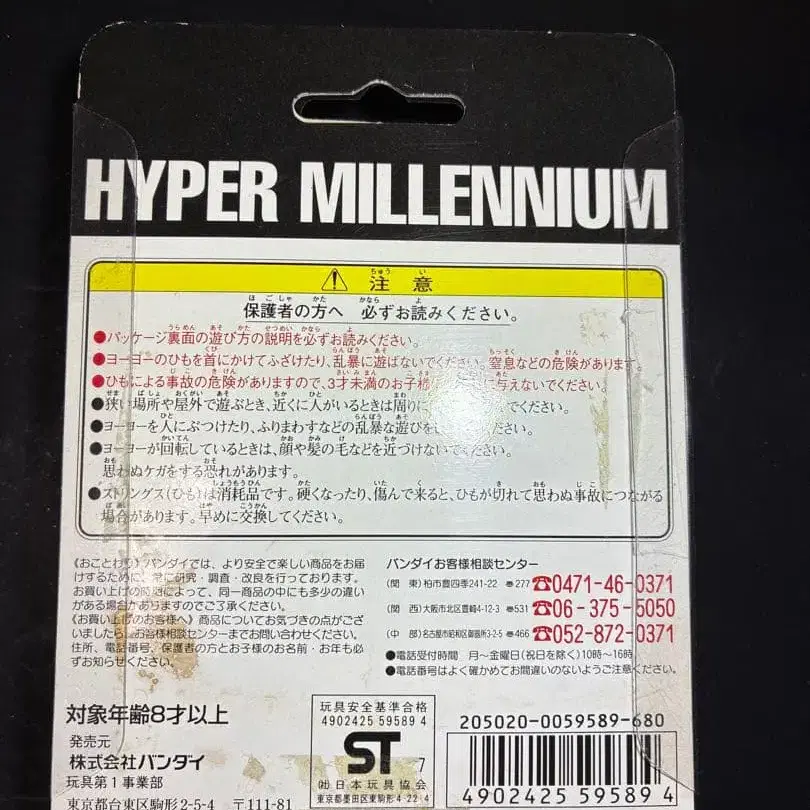 HYPER MILLENNIUM
注意
保護者の方へ 必ずお読みください。
●パッケージ裏面の遊び方の説明を必ずお読みください。
●ヨーヨーのひもを首にかけてふざけたり、乱暴に遊ばないでください。窒息などの危険があります。
●ひもによる事故の危険がありますので、3才未満のお子様には絶対に与えないでください。
●狭い場所や屋外で遊ぶとき、近くに人がいるときは周りに
●ヨーヨーを人にぶつけたり、ふりまわすなどの乱暴な遊びをしないでください。
●ヨーヨーが回転しているときは、顔や髪の毛などを近づけないでください。
思わぬケガをする恐れがあります。
●ストリングス(ひも)は消耗品です。硬くなったり、傷んで来ると、ひもが切れて思わぬ事故につながる
場合があります。早めに交換してください。
《おことわり》バンダイでは、より安全で楽しい商品をお届
けするために、常に研究・調査・改良を行っております。
お買い上げの時期によって、同一商品の中にも多少の違い
がある場合がありますのでご了承ください。
《お買い上げのお客様へ》商品についてお気づきの点がござ
いましたら、お客様相談センターまでお問い合わせください。
住所、電話番号、保護者の方とお子様のお名前・お年も必
ずお知らせください。
バンダイお客様相談センター
(関 東)柏市豊四季241-22 〠277 ☎0471-46-0371
(関 西)大阪市北区豊崎4-12-3 〠531 ☎06-375-5050
(中 部)名古屋市昭和区御器所3-2-5 〠466 ☎052-872-0371
●電話受付時間 月〜金曜日(祝日を除く)10時〜16時
●電話番号はよく確かめてお間違いのないようご注意ください。
対象年齢8才以上
発売元
株式会社バンダイ
玩具第1事業部
東京都台東区駒形2-5-4 〒111-81
玩具安全基準合格
4902425 59589 4
ST 7
(社)日本玩具協会
東京都墨田区東駒形4-22-4
205020-0059589-680
4902425 595894